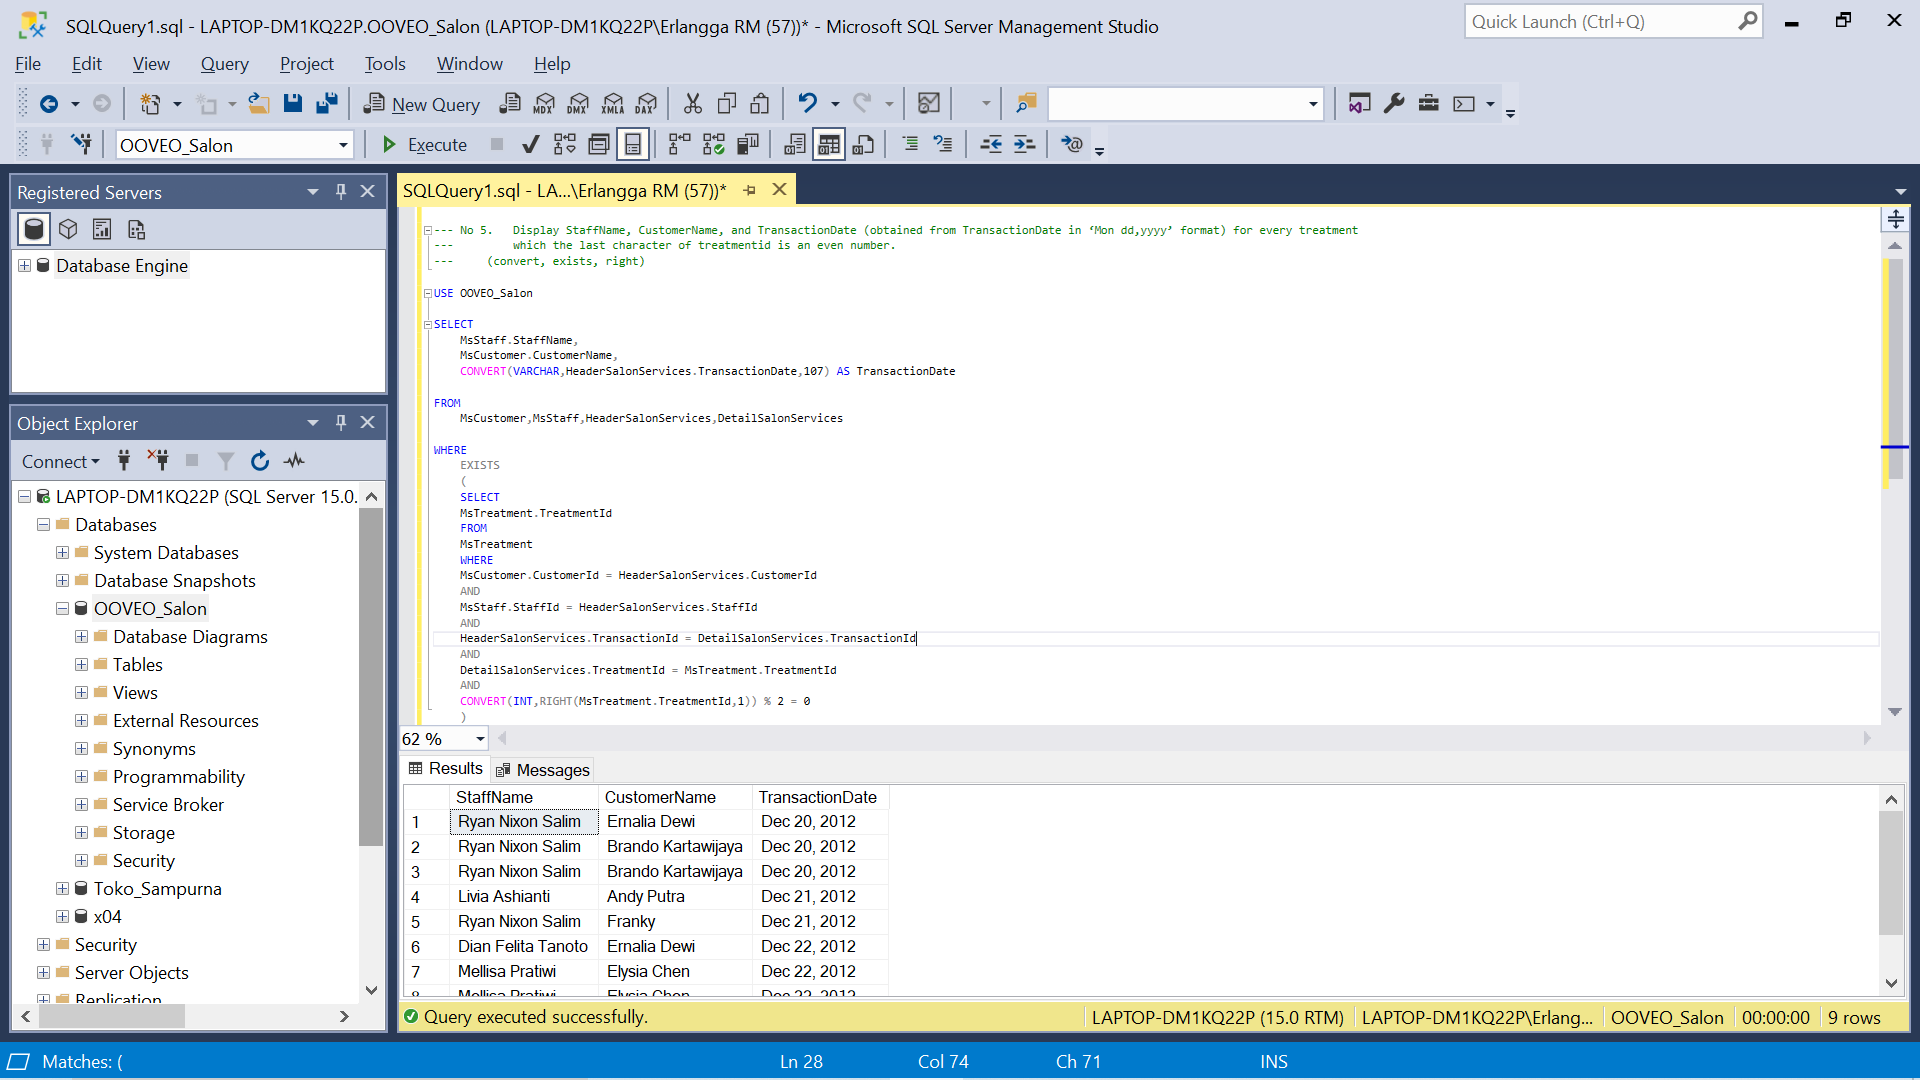 SQLQuery1.sql - LAPTOP-DM1KQ22P.OOVEO_Salon (LAPTOP-DM1KQ22P\Erlangga RM (57))* - Microsoft SQL Server Management Studio
Quick Launch (Ctrl+Q)
File Edit View Query Project Tools Window Help
New Query MDX DMX XMLA DAX
OOVEO_Salon Execute
Registered Servers
Database Engine
Object Explorer
Connect
LAPTOP-DM1KQ22P (SQL Server 15.0.
Databases
System Databases
Database Snapshots
OOVEO_Salon
Database Diagrams
Tables
Views
External Resources
Synonyms
Programmability
Service Broker
Storage
Security
Toko_Sampurna
x04
Security
Server Objects
Replication
SQLQuery1.sql - LA...\Erlangga RM (57))*
--- No 5. Display StaffName, CustomerName, and TransactionDate (obtained from TransactionDate in ‘Mon dd,yyyy’ format) for every treatment
--- which the last character of treatmentid is an even number.
--- (convert, exists, right)
USE OOVEO_Salon
SELECT
MsStaff.StaffName,
MsCustomer.CustomerName,
CONVERT(VARCHAR,HeaderSalonServices.TransactionDate,107) AS TransactionDate
FROM
MsCustomer,MsStaff,HeaderSalonServices,DetailSalonServices
WHERE
EXISTS
(
SELECT
MsTreatment.TreatmentId
FROM
MsTreatment
WHERE
MsCustomer.CustomerId = HeaderSalonServices.CustomerId
AND
MsStaff.StaffId = HeaderSalonServices.StaffId
AND
HeaderSalonServices.TransactionId = DetailSalonServices.TransactionId
AND
DetailSalonServices.TreatmentId = MsTreatment.TreatmentId
AND
CONVERT(INT,RIGHT(MsTreatment.TreatmentId,1)) % 2 = 0
)
62 %
Results Messages
StaffName CustomerName TransactionDate
1 Ryan Nixon Salim Ernalia Dewi Dec 20, 2012
2 Ryan Nixon Salim Brando Kartawijaya Dec 20, 2012
3 Ryan Nixon Salim Brando Kartawijaya Dec 20, 2012
4 Livia Ashianti Andy Putra Dec 21, 2012
5 Ryan Nixon Salim Franky Dec 21, 2012
6 Dian Felita Tanoto Ernalia Dewi Dec 22, 2012
7 Mellisa Pratiwi Elysia Chen Dec 22, 2012
8 Mellisa Pratiwi Elysia Chen Dec 22, 2012
Query executed successfully. LAPTOP-DM1KQ22P (15.0 RTM) LAPTOP-DM1KQ22P\Erlang... OOVEO_Salon 00:00:00 9 rows
Matches: ( Ln 28 Col 74 Ch 71 INS